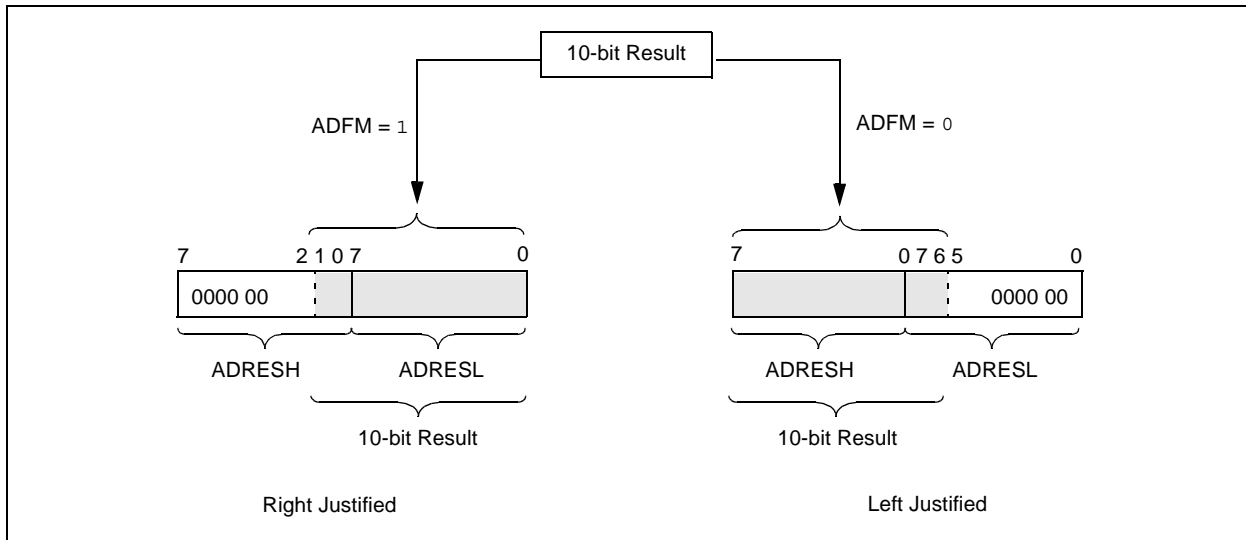 10-bit Result
ADFM = 1
ADFM = 0
7 2 1 0 7 0
7 0 7 6 5 0
0000 00
0000 00
ADRESH ADRESL
ADRESH ADRESL
10-bit Result
10-bit Result
Right Justified
Left Justified